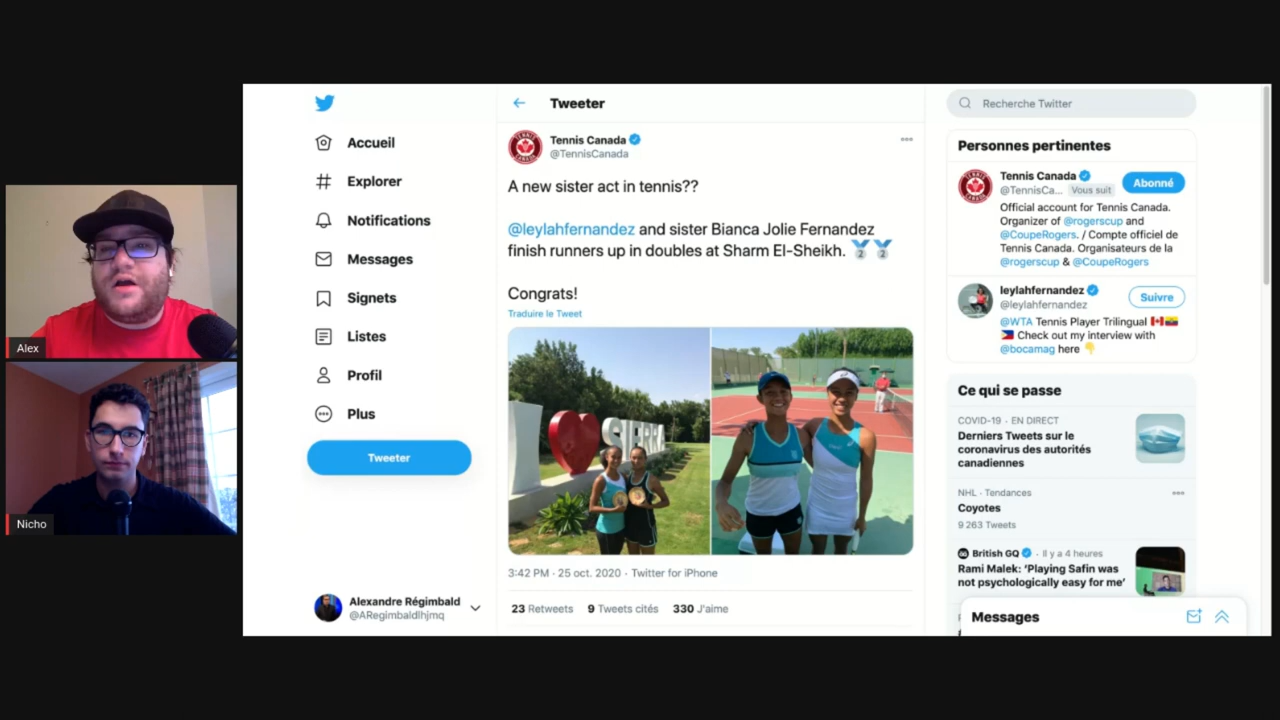 Alex
Nicho
Accueil
Explorer
Notifications
Messages
Signets
Listes
Profil
Plus
Tweeter
Alexandre Régimbald
@ARegimbaldlhjmq
Tweeter
Tennis Canada
@TennisCanada
A new sister act in tennis??
@leylahfernandez and sister Bianca Jolie Fernandez
finish runners up in doubles at Sharm El-Sheikh. 🥈🥈
Congrats!
Traduire le Tweet
I ❤ SIERRA
3:42 PM · 25 oct. 2020 · Twitter for iPhone
23 Retweets 9 Tweets cités 330 J'aime
Recherche Twitter
Personnes pertinentes
Tennis Canada
@TennisCa... Vous suit
Abonné
Official account for Tennis Canada.
Organizer of @rogerscup and
@CoupeRogers. / Compte officiel de
Tennis Canada. Organisateurs de la
@rogerscup & @CoupeRogers
leylahfernandez
@leylahfernandez
Suivre
@WTA Tennis Player Trilingual 🇨🇦🇪🇨
🇵🇭 Check out my interview with
@bocamag here 👇
Ce qui se passe
COVID-19 · EN DIRECT
Derniers Tweets sur le
coronavirus des autorités
canadiennes
NHL · Tendances
Coyotes
9 263 Tweets
British GQ · Il y a 4 heures
Rami Malek: ‘Playing Safin was
not psychologically easy for me’
Messages